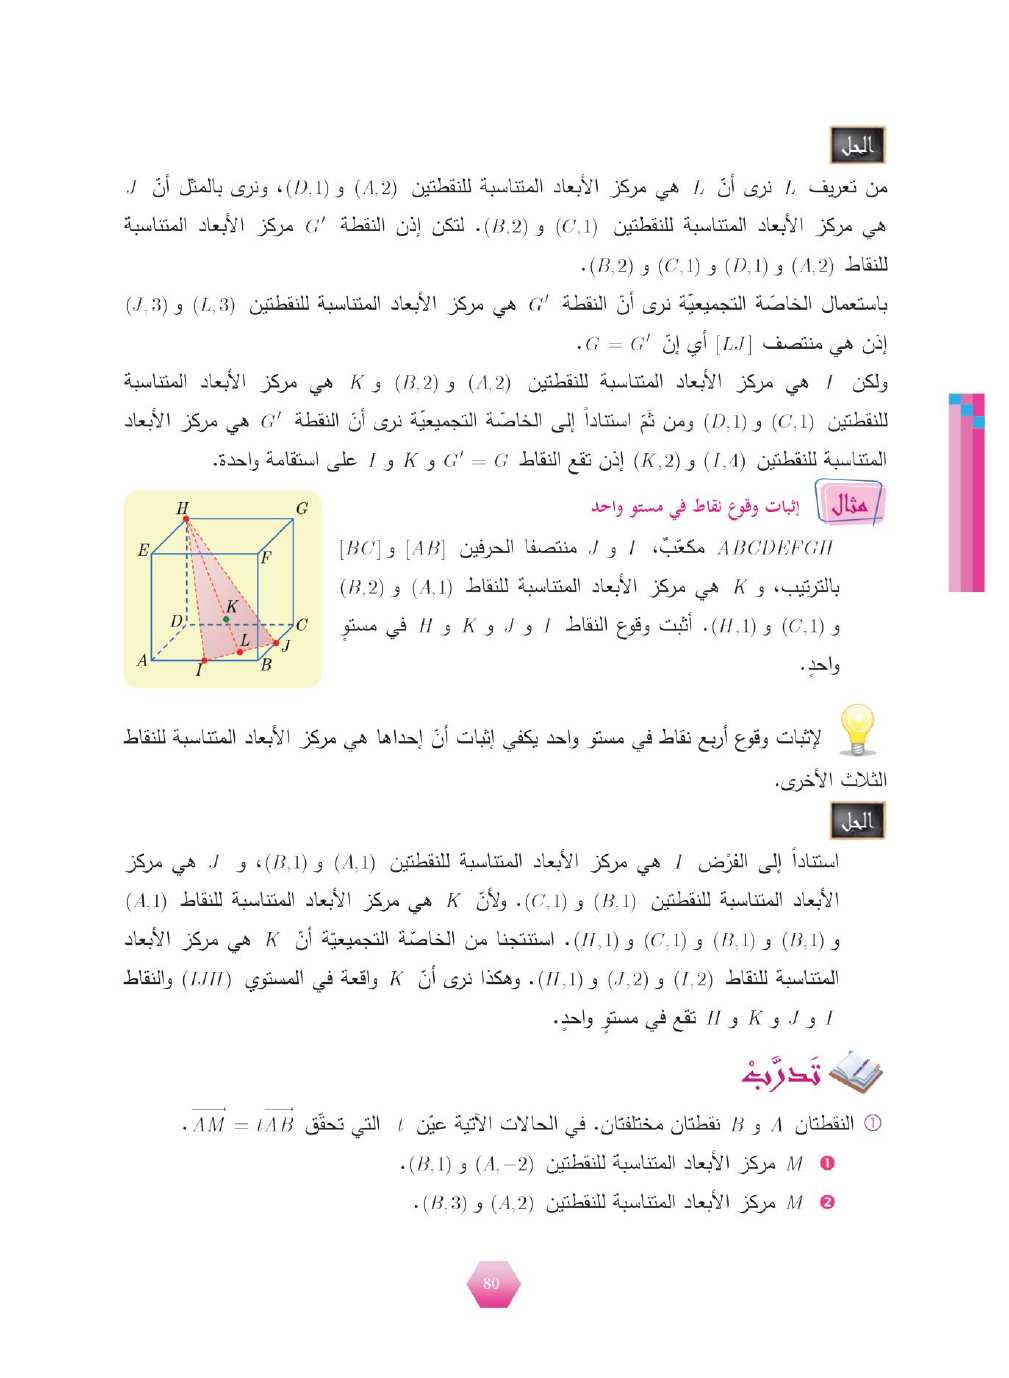 الحل
من تعريف L نرى أنّ L هي مركز الأبعاد المتناسبة للنقطتين (A,2) و (D,1)، ونرى بالمثل أنّ J
هي مركز الأبعاد المتناسبة للنقطتين (C,1) و (B,2). لتكن إذن النقطة G′ مركز الأبعاد المتناسبة
للنقاط (A,2) و (D,1) و (C,1) و (B,2).
باستعمال الخاصّة التجميعيّة نرى أنّ النقطة G′ هي مركز الأبعاد المتناسبة للنقطتين (L,3) و (J,3)
إذن هي منتصف [LJ] أي إنّ G = G′.
ولكن I هي مركز الأبعاد المتناسبة للنقطتين (A,2) و (B,2) و K هي مركز الأبعاد المتناسبة
للنقطتين (C,1) و (D,1) ومن ثَمّ استناداً إلى الخاصّة التجميعيّة نرى أنّ النقطة G′ هي مركز الأبعاد
المتناسبة للنقطتين (I,4) و (K,2) إذن تقع النقاط G′ = G و K و I على استقامة واحدة.
مثال إثبات وقوع نقاط في مستو واحد
ABCDEFGH مكعّبٌ، I و J منتصفا الحرفين [AB] و [BC]
بالترتيب، و K هي مركز الأبعاد المتناسبة للنقاط (A,1) و (B,2)
و (C,1) و (H,1). أثبت وقوع النقاط I و J و K و H في مستوٍ
واحدٍ.
H
G
E
F
K
D
C
L
J
A
I
B
لإثبات وقوع أربع نقاط في مستو واحد يكفي إثبات أنّ إحداها هي مركز الأبعاد المتناسبة للنقاط
الثلاث الأخرى.
الحل
استناداً إلى الفرْض I هي مركز الأبعاد المتناسبة للنقطتين (A,1) و (B,1)، و J هي مركز
الأبعاد المتناسبة للنقطتين (B,1) و (C,1). ولأنّ K هي مركز الأبعاد المتناسبة للنقاط (A,1)
و (B,1) و (B,1) و (C,1) و (H,1). استنتجنا من الخاصّة التجميعيّة أنّ K هي مركز الأبعاد
المتناسبة للنقاط (I,2) و (J,2) و (H,1). وهكذا نرى أنّ K واقعة في المستوي (IJH) والنقاط
I و J و K و H تقع في مستوٍ واحدٍ.
تَدرَّبْ
① النقطتان A و B نقطتان مختلفتان. في الحالات الآتية عيّن t التي تحقّق $\overrightarrow{AM} = t\overrightarrow{AB}$.
❶ M مركز الأبعاد المتناسبة للنقطتين (A,−2) و (B,1).
❷ M مركز الأبعاد المتناسبة للنقطتين (A,2) و (B,3).
80